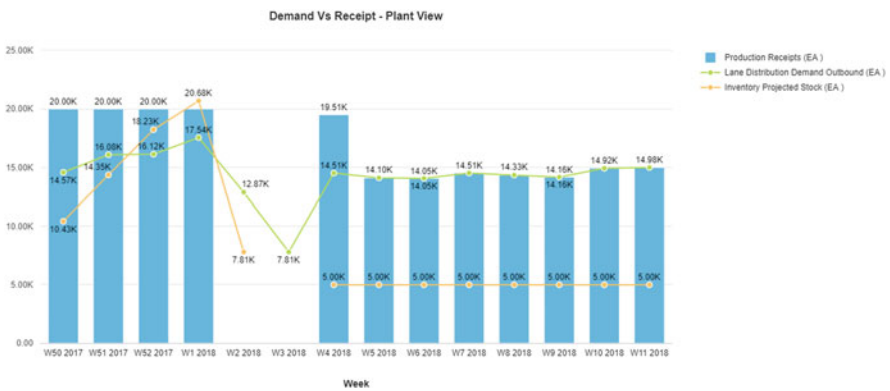 Demand Vs Receipt - Plant View
25.00K
20.00K
15.00K
10.00K
5.00K
0.00
20.00K 20.00K 20.00K 20.68K 19.51K
18.23K
16.08K 16.12K 17.54K
14.57K 14.35K 12.87K 14.51K 14.10K 14.05K 14.51K 14.33K 14.16K 14.92K 14.98K
14.05K 14.16K
10.43K
7.81K 7.81K
5.00K 5.00K 5.00K 5.00K 5.00K 5.00K 5.00K 5.00K
W50 2017 W51 2017 W52 2017 W1 2018 W2 2018 W3 2018 W4 2018 W5 2018 W6 2018 W7 2018 W8 2018 W9 2018 W10 2018 W11 2018
Week
Production Receipts (EA )
Lane Distribution Demand Outbound (EA )
Inventory Projected Stock (EA )